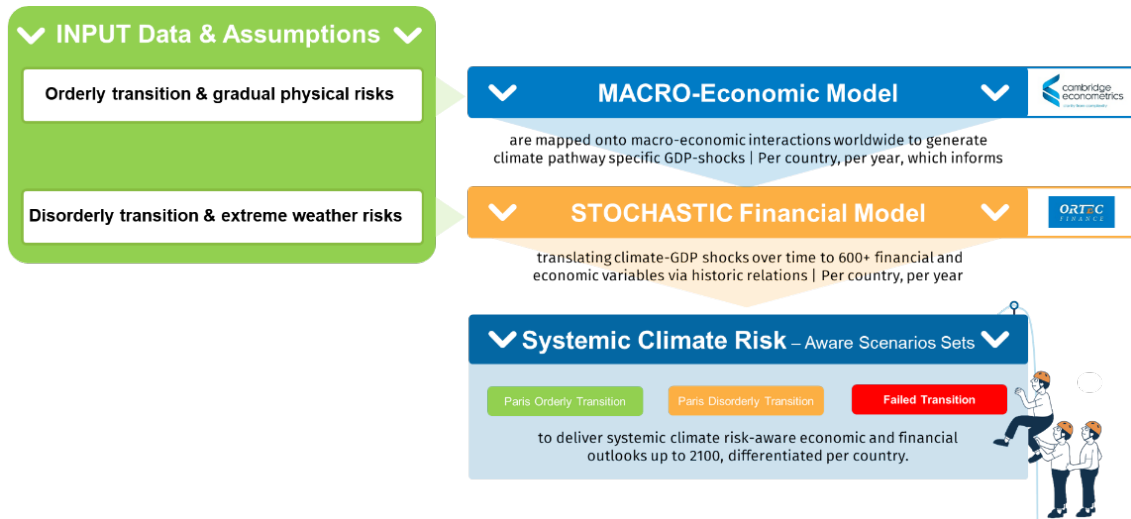 INPUT Data & Assumptions
Orderly transition & gradual physical risks
Disorderly transition & extreme weather risks
MACRO-Economic Model
cambridge
econometrics
are mapped onto macro-economic interactions worldwide to generate
climate pathway specific GDP-shocks | Per country, per year, which informs
STOCHASTIC Financial Model
ORTEC
FINANCE
translating climate-GDP shocks over time to 600+ financial and
economic variables via historic relations | Per country, per year
Systemic Climate Risk – Aware Scenarios Sets
Paris Orderly Transition
Paris Disorderly Transition
Failed Transition
to deliver systemic climate risk-aware economic and financial
outlooks up to 2100, differentiated per country.